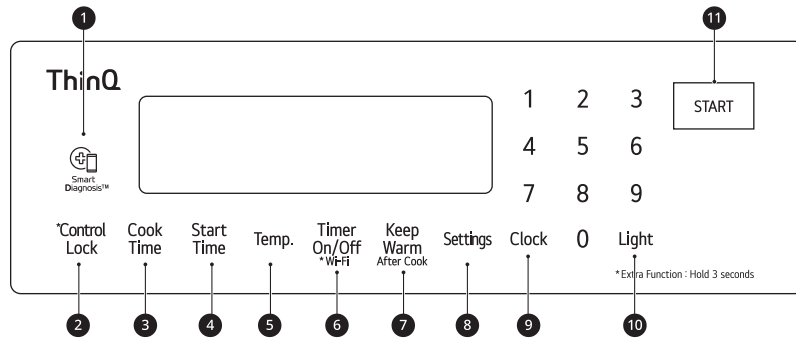 1
11
ThinQ
1 2 3
START
4 5 6
Smart
Diagnosis™
7 8 9
*Control
Lock
Cook
Time
Start
Time
Temp.
Timer
On/Off
*Wi-Fi
Keep
Warm
After Cook
Settings
Clock
0
Light
*Extra Function : Hold 3 seconds
2
3
4
5
6
7
8
9
10